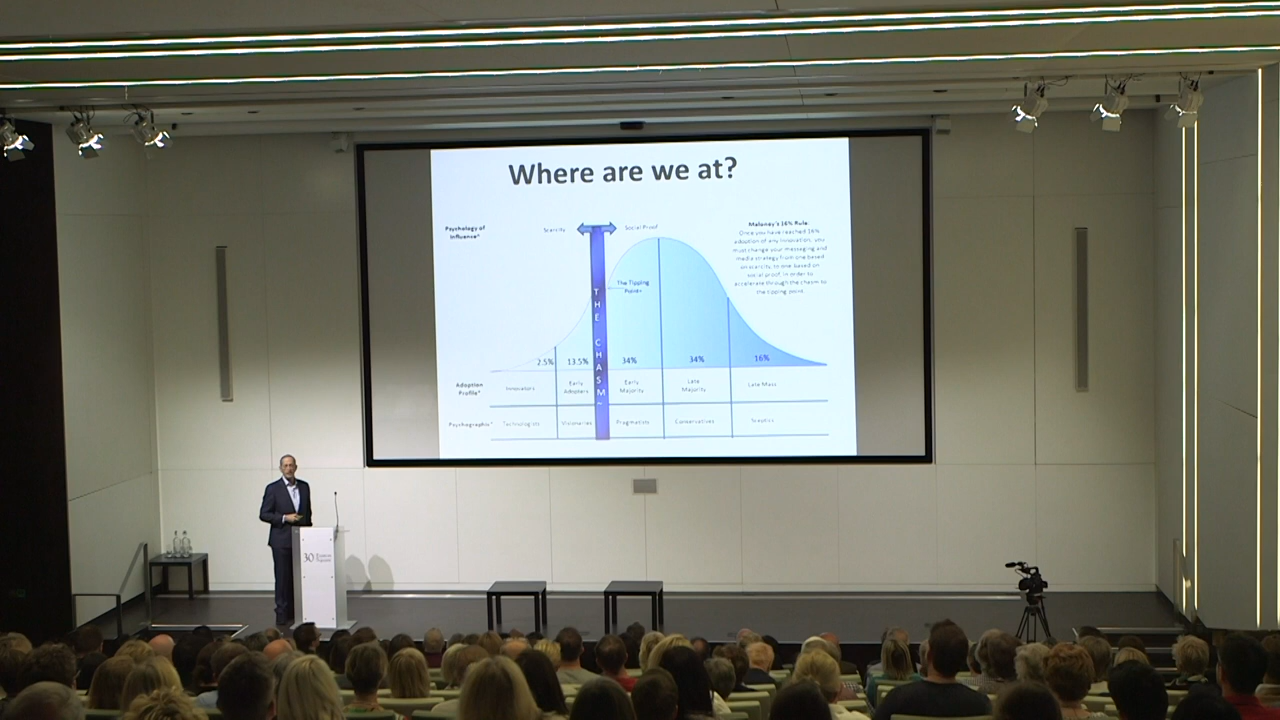 Where are we at?
Psychology of
Influence^
Scarcity
Social Proof
Maloney's 16% Rule:
Once you have reached 16%
adoption of any innovation, you
must change your messaging and
media strategy from one based
on scarcity, to one based on
social proof, in order to
accelerate through the chasm to
the tipping point.
The Tipping
Point
THE CHASM~
2.5%
13.5%
34%
34%
16%
Adoption
Profile*
Innovators
Early
Adopters
Early
Majority
Late
Majority
Late Mass
Psychographic~
Technologists
Visionaries
Pragmatists
Conservatives
Skeptics
30